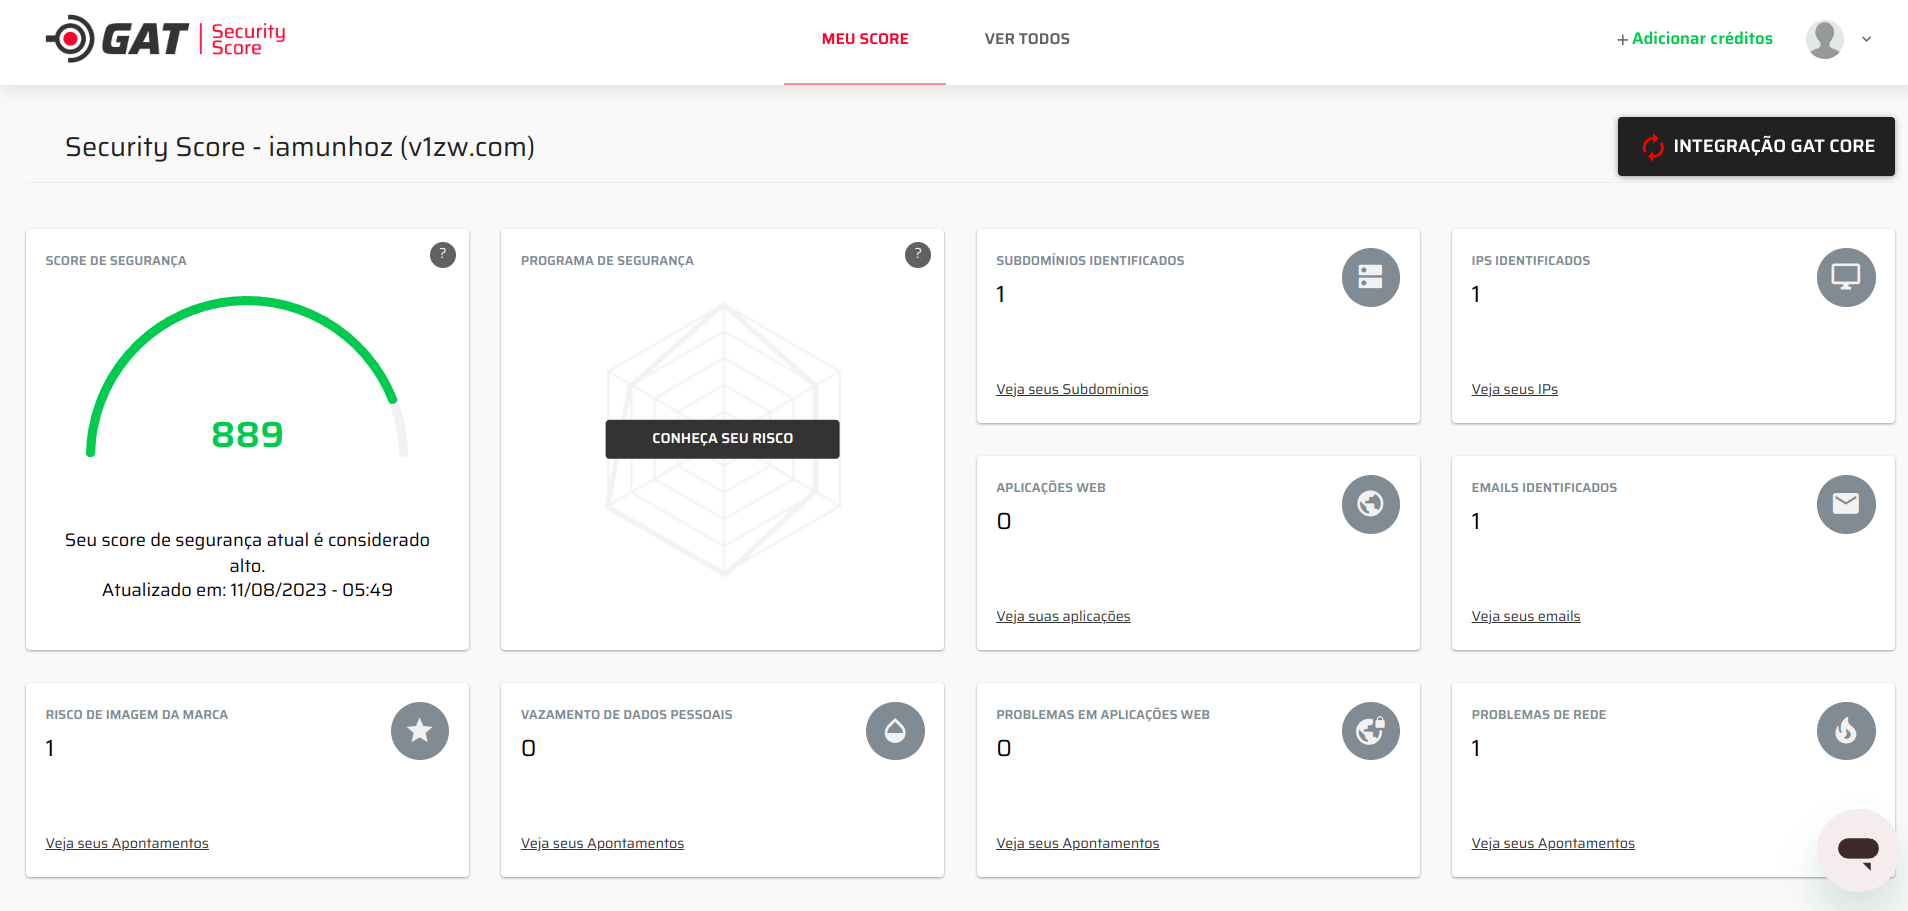 GAT
Security
Score
MEU SCORE
VER TODOS
+ Adicionar créditos
Security Score - iamunhoz (v1zw.com)
INTEGRAÇÃO GAT CORE
SCORE DE SEGURANÇA
?
889
Seu score de segurança atual é considerado
alto.
Atualizado em: 11/08/2023 - 05:49
PROGRAMA DE SEGURANÇA
?
CONHEÇA SEU RISCO
SUBDOMÍNIOS IDENTIFICADOS
1
Veja seus Subdomínios
IPS IDENTIFICADOS
1
Veja seus IPs
APLICAÇÕES WEB
0
Veja suas aplicações
EMAILS IDENTIFICADOS
1
Veja seus emails
RISCO DE IMAGEM DA MARCA
1
Veja seus Apontamentos
VAZAMENTO DE DADOS PESSOAIS
0
Veja seus Apontamentos
PROBLEMAS EM APLICAÇÕES WEB
0
Veja seus Apontamentos
PROBLEMAS DE REDE
1
Veja seus Apontamentos